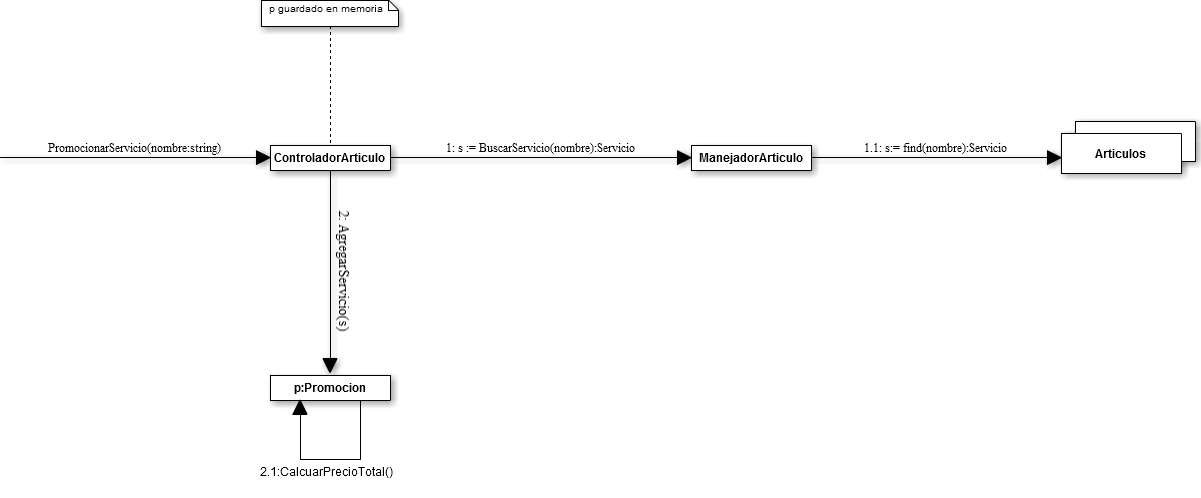 p guardado en memoria
PromocionarServicio(nombre:string)
ControladorArticulo
1: s := BuscarServicio(nombre):Servicio
ManejadorArticulo
1.1: s:= find(nombre):Servicio
Articulos
2: AgregarServicio(s)
p:Promocion
2.1:CalcuarPrecioTotal()